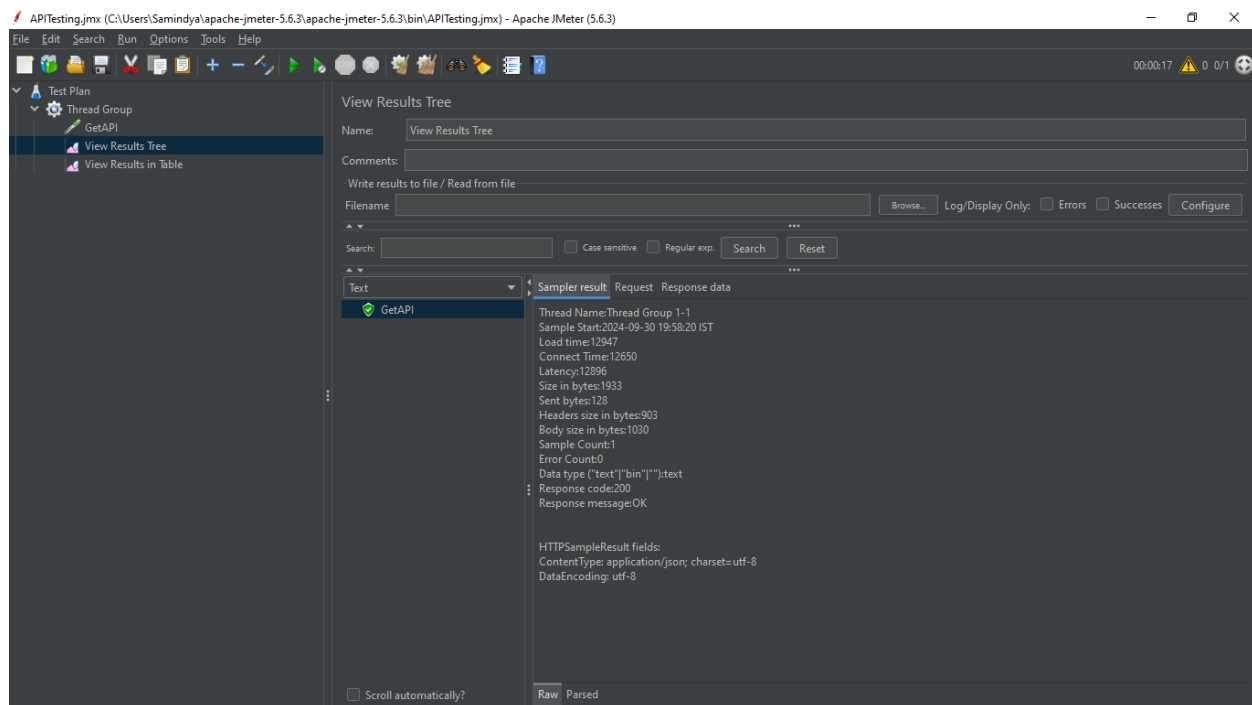 APITesting.jmx (C:\Users\Samindya\apache-jmeter-5.6.3\apache-jmeter-5.6.3\bin\APITesting.jmx) - Apache JMeter (5.6.3)
File Edit Search Run Options Tools Help
00:00:17 0 0/1
Test Plan
Thread Group
GetAPI
View Results Tree
View Results in Table
View Results Tree
Name: View Results Tree
Comments:
Write results to file / Read from file
Filename Browse... Log/Display Only: Errors Successes Configure
Search: Case sensitive Regular exp. Search Reset
Text
GetAPI
Sampler result Request Response data
Thread Name:Thread Group 1-1
Sample Start:2024-09-30 19:58:20 IST
Load time:12947
Connect Time:12650
Latency:12896
Size in bytes:1933
Sent bytes:128
Headers size in bytes:903
Body size in bytes:1030
Sample Count:1
Error Count:0
Data type ("text"|"bin"|""):text
Response code:200
Response message:OK
HTTPSampleResult fields:
ContentType: application/json; charset=utf-8
DataEncoding: utf-8
Scroll automatically?
Raw Parsed